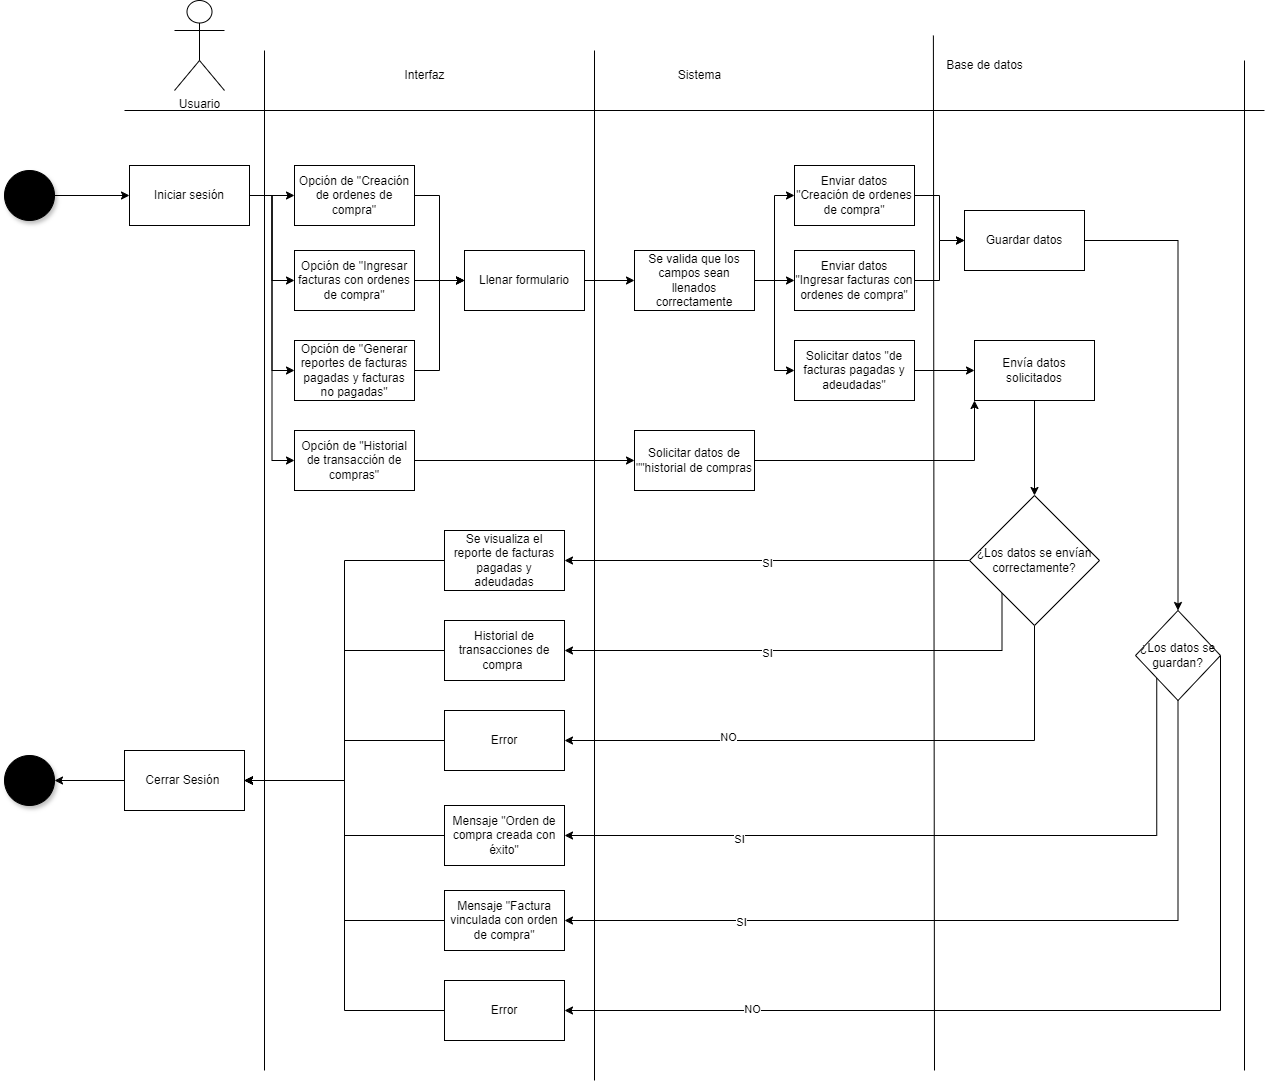 Usuario
Interfaz
Sistema
Base de datos
Iniciar sesión
Opción de "Creación
de ordenes de
compra"
Opción de "Ingresar
facturas con ordenes
de compra"
Opción de "Generar
reportes de facturas
pagadas y facturas
no pagadas"
Opción de "Historial
de transacción de
compras"
Llenar formulario
Se valida que los
campos sean
llenados
correctamente
Solicitar datos de
""historial de compras
Enviar datos
"Creación de ordenes
de compra"
Enviar datos
"Ingresar facturas con
ordenes de compra"
Solicitar datos "de
facturas pagadas y
adeudadas"
Guardar datos
Envía datos
solicitados
¿Los datos se envían
correctamente?
¿Los datos se
guardan?
SI
SI
NO
SI
SI
NO
Se visualiza el
reporte de facturas
pagadas y
adeudadas
Historial de
transacciones de
compra
Error
Mensaje "Orden de
compra creada con
éxito"
Mensaje "Factura
vinculada con orden
de compra"
Error
Cerrar Sesión